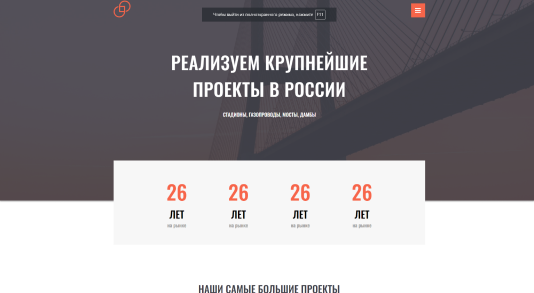 Чтобы выйти из полноэкранного режима, нажмите F11
РЕАЛИЗУЕМ КРУПНЕЙШИЕ
ПРОЕКТЫ В РОССИИ
СТАДИОНЫ, ГАЗОПРОВОДЫ, МОСТЫ, ДАМБЫ
26 26 26 26
ЛЕТ ЛЕТ ЛЕТ ЛЕТ
на рынке на рынке на рынке на рынке
НАШИ САМЫЕ БОЛЬШИЕ ПРОЕКТЫ